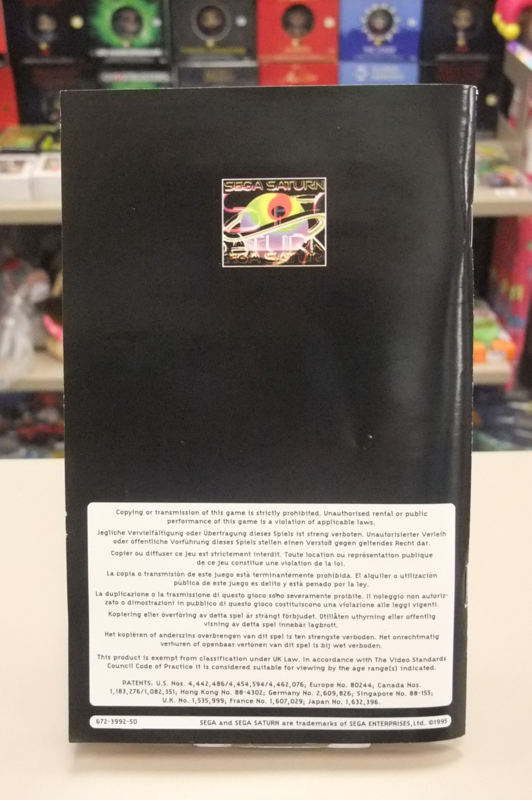 SEGA SATURN
Copying or transmission of this game is strictly prohibited. Unauthorised rental or public
performance of this game is a violation of applicable laws.
Jegliche Vervielfältigung oder Übertragung dieses Spiels ist streng verboten. Unautorisierter Verleih
oder öffentliche Vorführung dieses Spiels stellen einen Verstoß gegen geltendes Recht dar.
Copier ou diffuser ce jeu est strictement interdit. Toute location ou représentation publique
de ce jeu constitue une violation de la loi.
La copia o transmisión de este juego está terminantemente prohibida. El alquiler o utilización
pública de este juego es delito y está penado por la ley.
La duplicazione o la trazmissione di questo gioco sono severamente proibite. Il noleggio non autoriz-
zato o dimostrazioni in pubblico di questo gioco costituiscono una violazione alle leggi vigenti.
Kopiering eller överföring av detta spel är strängt förbjudet. Otillåten uthyrning eller offentlig
visning av detta spel innebär lagbrott.
Het kopiëren of anderszins overbrengen van dit spel is ten strengste verboden. Het onrechtmatig
verhuren of openbaar vertonen van dit spel is bij wet verboden.
This product is exempt from classification under UK Law. In accordance with The Video Standards
Council Code of Practice it is considered suitable for viewing by the age range(s) indicated.
PATENTS: U.S. Nos. 4,442,486/4,454,594/4,462,076; Europe No. 80244; Canada Nos.
1,183,276/1,082,351; Hong Kong No. 88-4302; Germany No. 2,609,826; Singapore No. 88-155;
U.K. No. 1,535,999; France No. 1,607,029; Japan No. 1,632,396.
672-3992-50 SEGA and SEGA SATURN are trademarks of SEGA ENTERPRISES, Ltd. ©1995